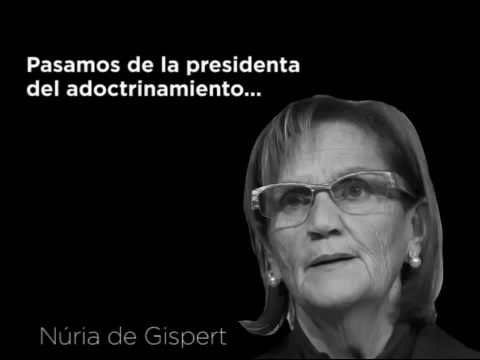 Pasamos de la presidenta
del adoctrinamiento...
Núria de Gispert